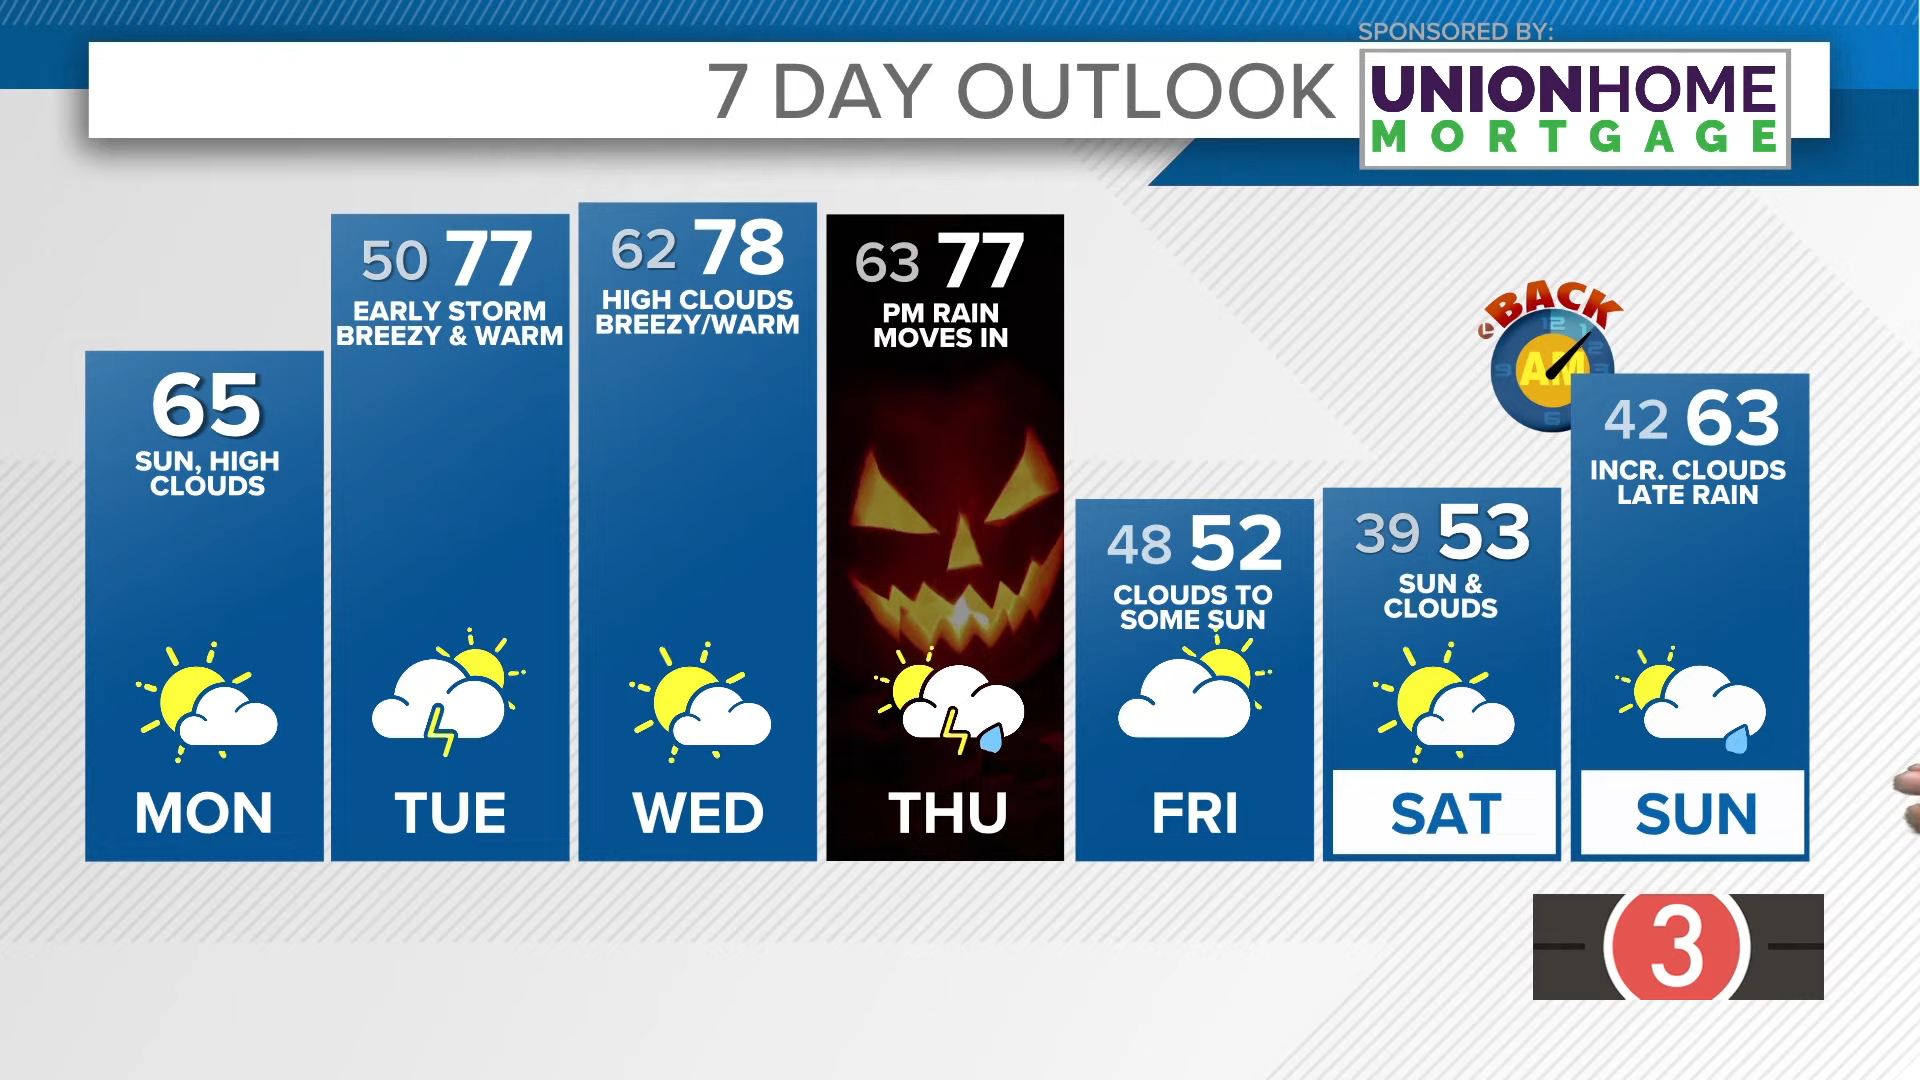 SPONSORED BY:
7 DAY OUTLOOK
UNIONHOME
MORTGAGE
65
SUN, HIGH
CLOUDS
MON
50 77
EARLY STORM
BREEZY & WARM
TUE
62 78
HIGH CLOUDS
BREEZY/WARM
WED
63 77
PM RAIN
MOVES IN
THU
48 52
CLOUDS TO
SOME SUN
FRI
39 53
SUN &
CLOUDS
SAT
BACK
12
AM
6
42 63
INCR. CLOUDS
LATE RAIN
SUN
3